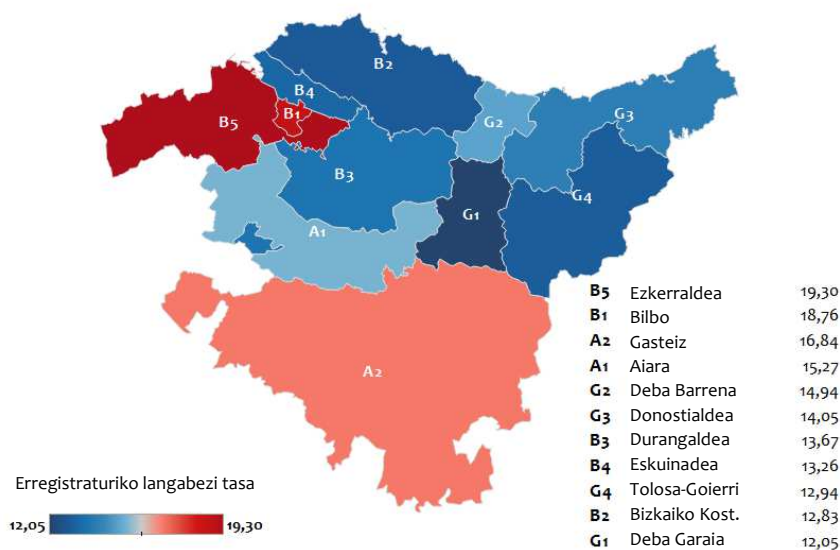 B2
B4
G3
B5
B1
G2
B3
G4
G1
A1
A2
B5 Ezkerraldea 19,30
B1 Bilbo 18,76
A2 Gasteiz 16,84
A1 Aiara 15,27
G2 Deba Barrena 14,94
G3 Donostialdea 14,05
B3 Durangaldea 13,67
B4 Eskuinadea 13,26
G4 Tolosa-Goierri 12,94
B2 Bizkaiko Kost. 12,83
G1 Deba Garaia 12,05
Erregistraturiko langabezi tasa
12,05 19,30